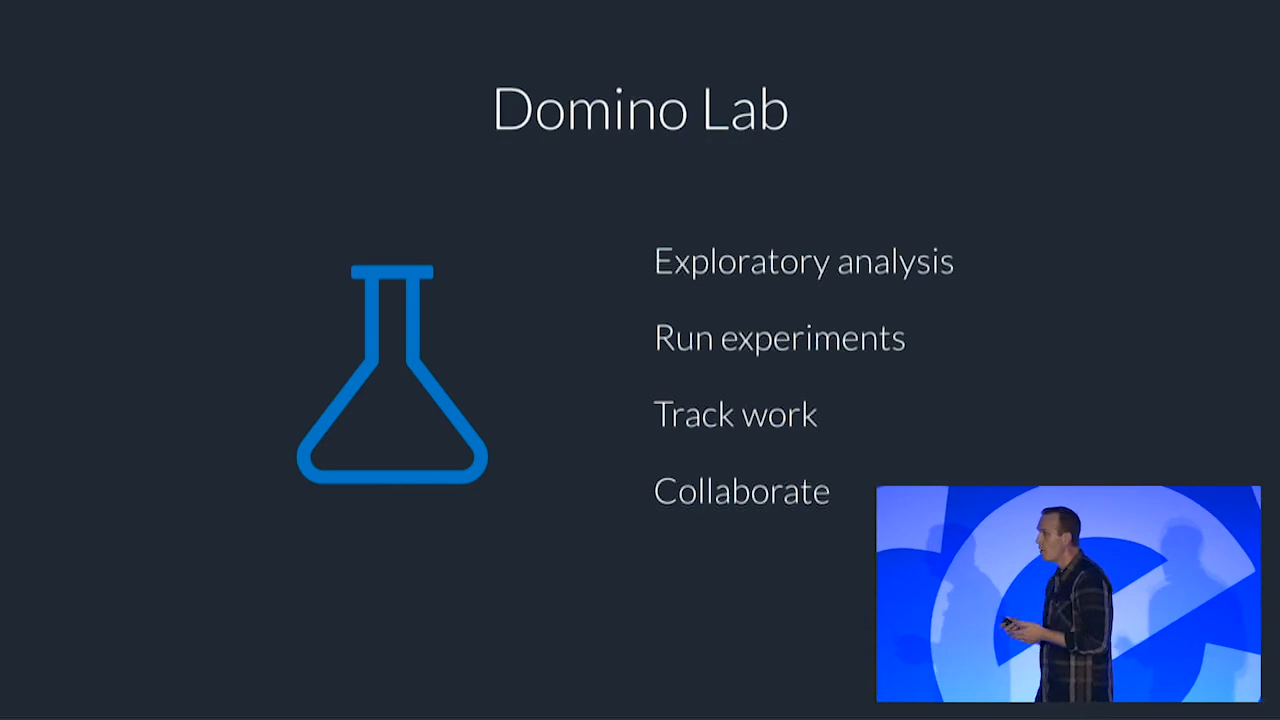 Domino Lab
Exploratory analysis
Run experiments
Track work
Collaborate